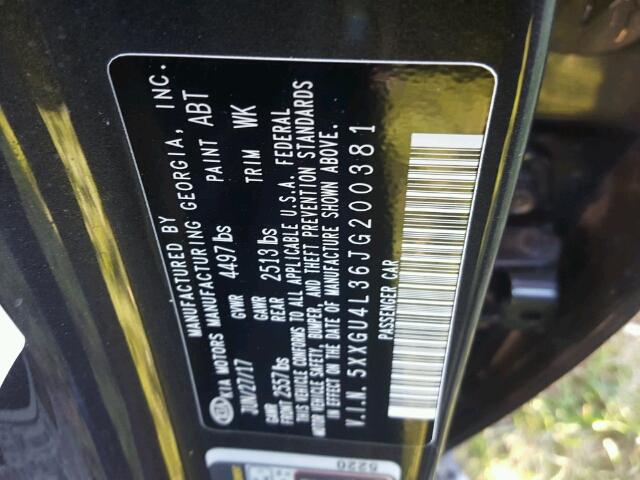 MANUFACTURED BY
KIA KIA MOTORS MANUFACTURING GEORGIA, INC.
JUN/27/17 GVWR 4497lbs PAINT ABT
GAWR FRONT 2557lbs GAWR REAR 2513lbs TRIM WK
THIS VEHICLE CONFORMS TO ALL APPLICABLE U.S.A. FEDERAL
MOTOR VEHICLE SAFETY, BUMPER, AND THEFT PREVENTION STANDARDS
IN EFFECT ON THE DATE OF MANUFACTURE SHOWN ABOVE.
V.I.N. 5XXGU4L36JG200381
PASSENGER CAR
5220